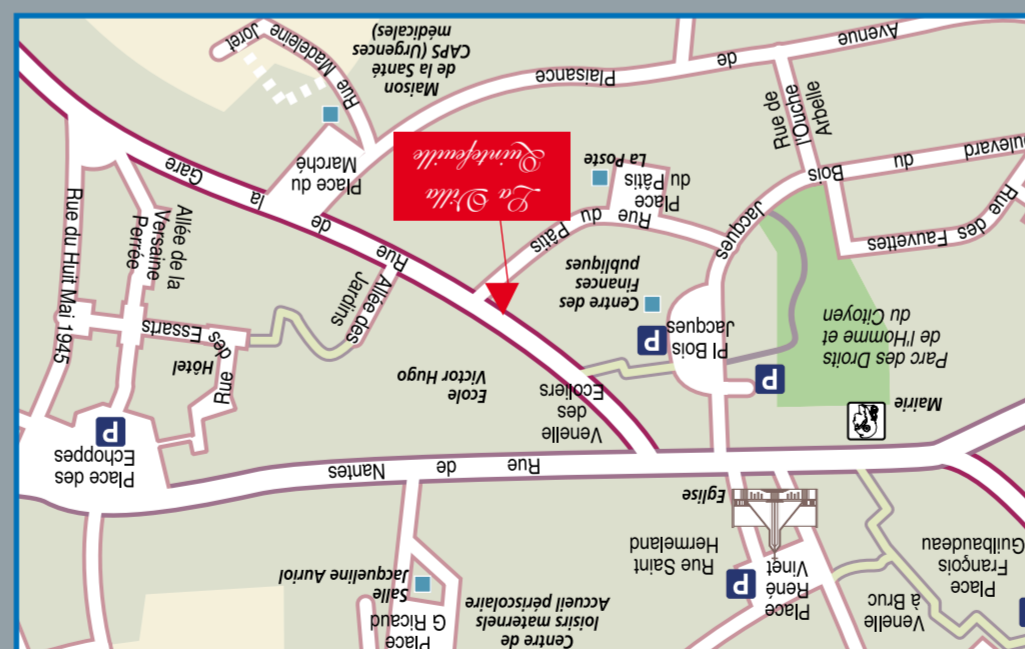 Centre de
loisirs maternels
Accueil périscolaire
Place
G Ricaud
Salle
Jacqueline Auriol
Place
François
Guilbaudeau
Venelle
à Bruc
Place
René
Vinet
P
Rue Saint
Hermeland
Eglise
Rue de Nantes
Place des
Echoppes
P
Mairie
Parc des Droits
de l'Homme et
du Citoyen
P
Pl Bois
Jacques
P
Venelle
des
Ecoliers
Ecole
Victor Hugo
Hôtel
Rue des Essarts
Rue du Huit Mai 1945
Allée de la
Versaine
Perrée
Allée des
Jardins
Centre des
Finances
publiques
Rue des Fauvettes
oulevard du Bois Jacques
Rue du Pâtis
Place
du Pâtis
La Poste
La Villa
Quintefeuille
Rue de la Gare
Place du
Marché
Rue de
l'Ouche
Arbelle
Avenue de Plaisance
Maison
de la Santé
CAPS (Urgences
médicales)
Rue Madeleine Joret